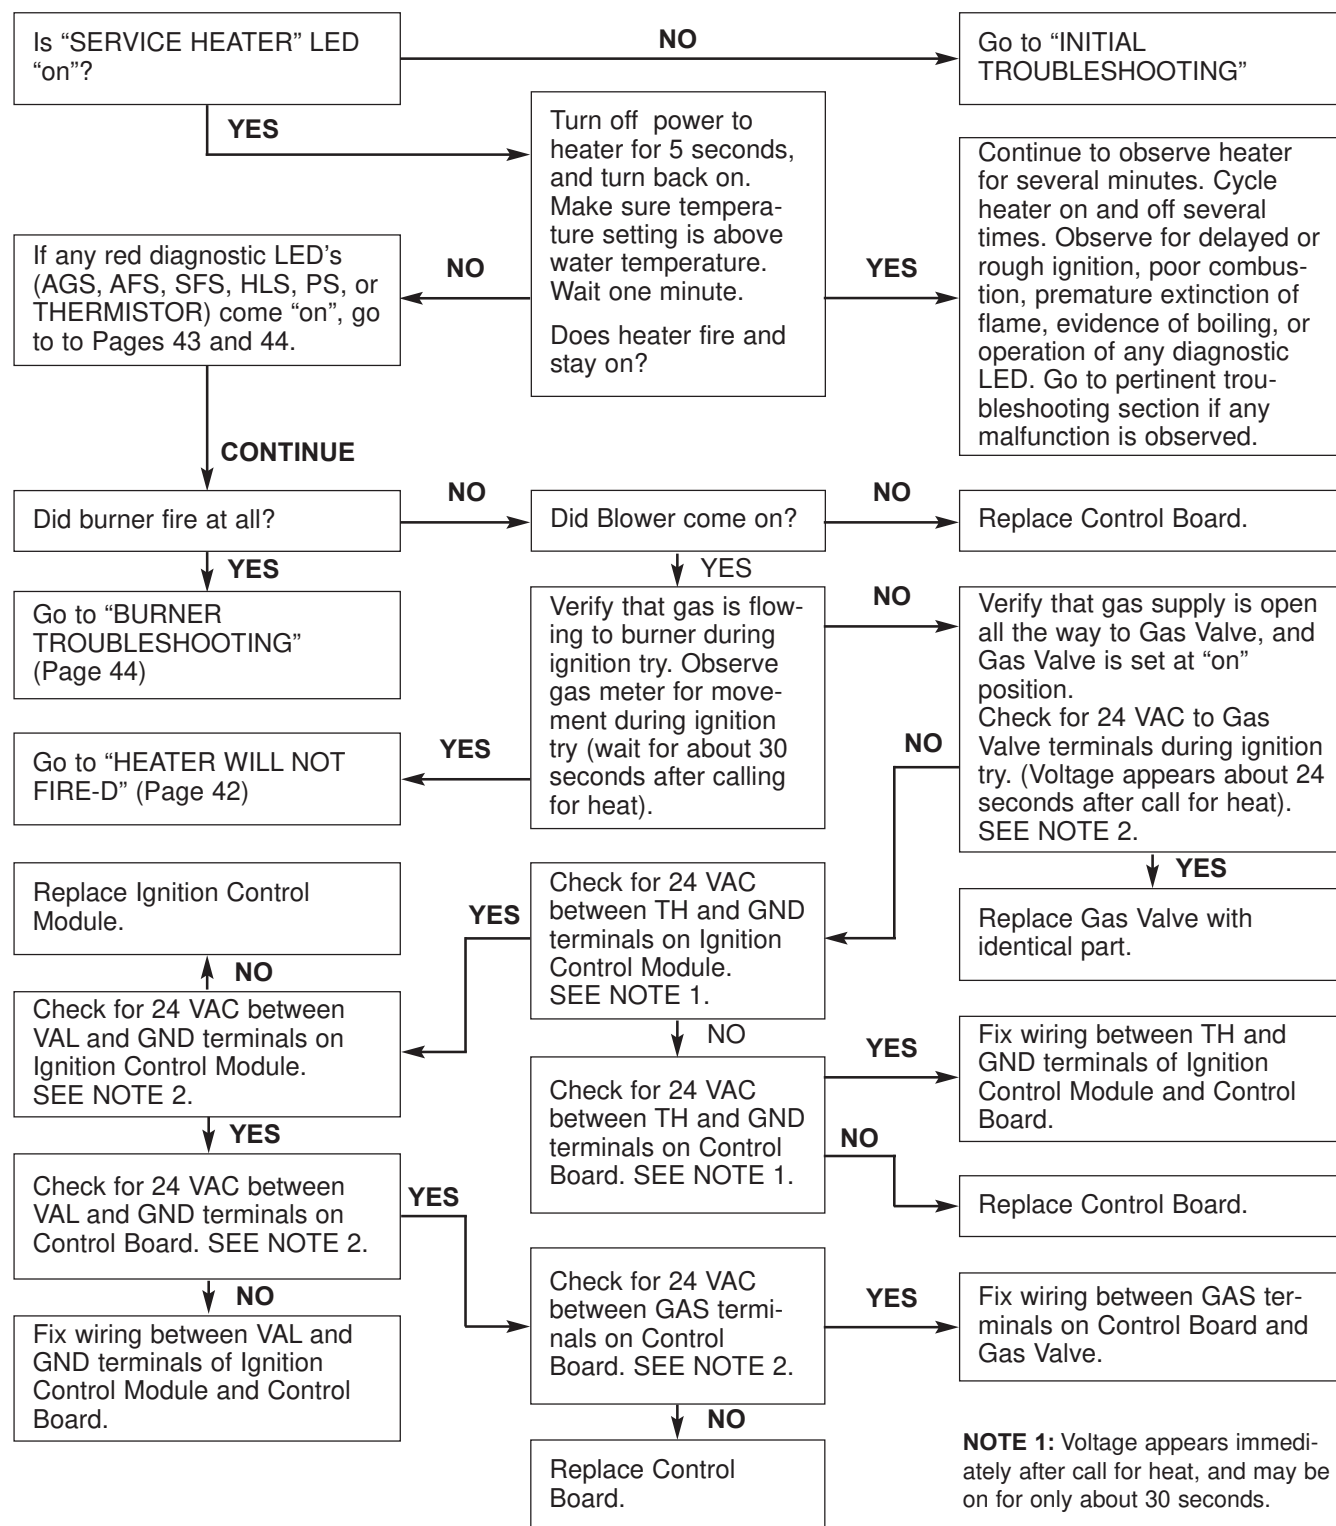 Is “SERVICE HEATER” LED
“on”?
NO
Go to “INITIAL
TROUBLESHOOTING”
YES
Turn off  power to
heater for 5 seconds,
and turn back on.
Make sure tempera-
ture setting is above
water temperature.
Wait one minute.
Does heater fire and
stay on?
NO
If any red diagnostic LED's
(AGS, AFS, SFS, HLS, PS, or
THERMISTOR) come “on”, go
to to Pages 43 and 44.
YES
Continue to observe heater
for several minutes. Cycle
heater on and off several
times. Observe for delayed or
rough ignition, poor combus-
tion, premature extinction of
flame, evidence of boiling, or
operation of any diagnostic
LED. Go to pertinent trou-
bleshooting section if any
malfunction is observed.
CONTINUE
Did burner fire at all?
NO
Did Blower come on?
NO
Replace Control Board.
YES
Go to “BURNER
TROUBLESHOOTING”
(Page 44)
YES
Verify that gas is flow-
ing to burner during
ignition try. Observe
gas meter for move-
ment during ignition
try (wait for about 30
seconds after calling
for heat).
NO
Verify that gas supply is open
all the way to Gas Valve, and
Gas Valve is set at “on”
position.
Check for 24 VAC to Gas
Valve terminals during ignition
try. (Voltage appears about 24
seconds after call for heat).
SEE NOTE 2.
YES
Go to “HEATER WILL NOT
FIRE-D” (Page 42)
NO
YES
Replace Gas Valve with
identical part.
Check for 24 VAC
between TH and GND
terminals on Ignition
Control Module.
SEE NOTE 1.
YES
Replace Ignition Control
Module.
NO
Check for 24 VAC between
VAL and GND terminals on
Ignition Control Module.
SEE NOTE 2.
NO
Check for 24 VAC
between TH and GND
terminals on Control
Board. SEE NOTE 1.
YES
Fix wiring between TH and
GND terminals of Ignition
Control Module and Control
Board.
NO
Replace Control Board.
YES
Check for 24 VAC between
VAL and GND terminals on
Control Board. SEE NOTE 2.
YES
Check for 24 VAC
between GAS termi-
nals on Control
Board. SEE NOTE 2.
YES
Fix wiring between GAS ter-
minals on Control Board and
Gas Valve.
NO
Fix wiring between VAL and
GND terminals of Ignition
Control Module and Control
Board.
NO
Replace Control
Board.
NOTE 1: Voltage appears immedi-
ately after call for heat, and may be
on for only about 30 seconds.